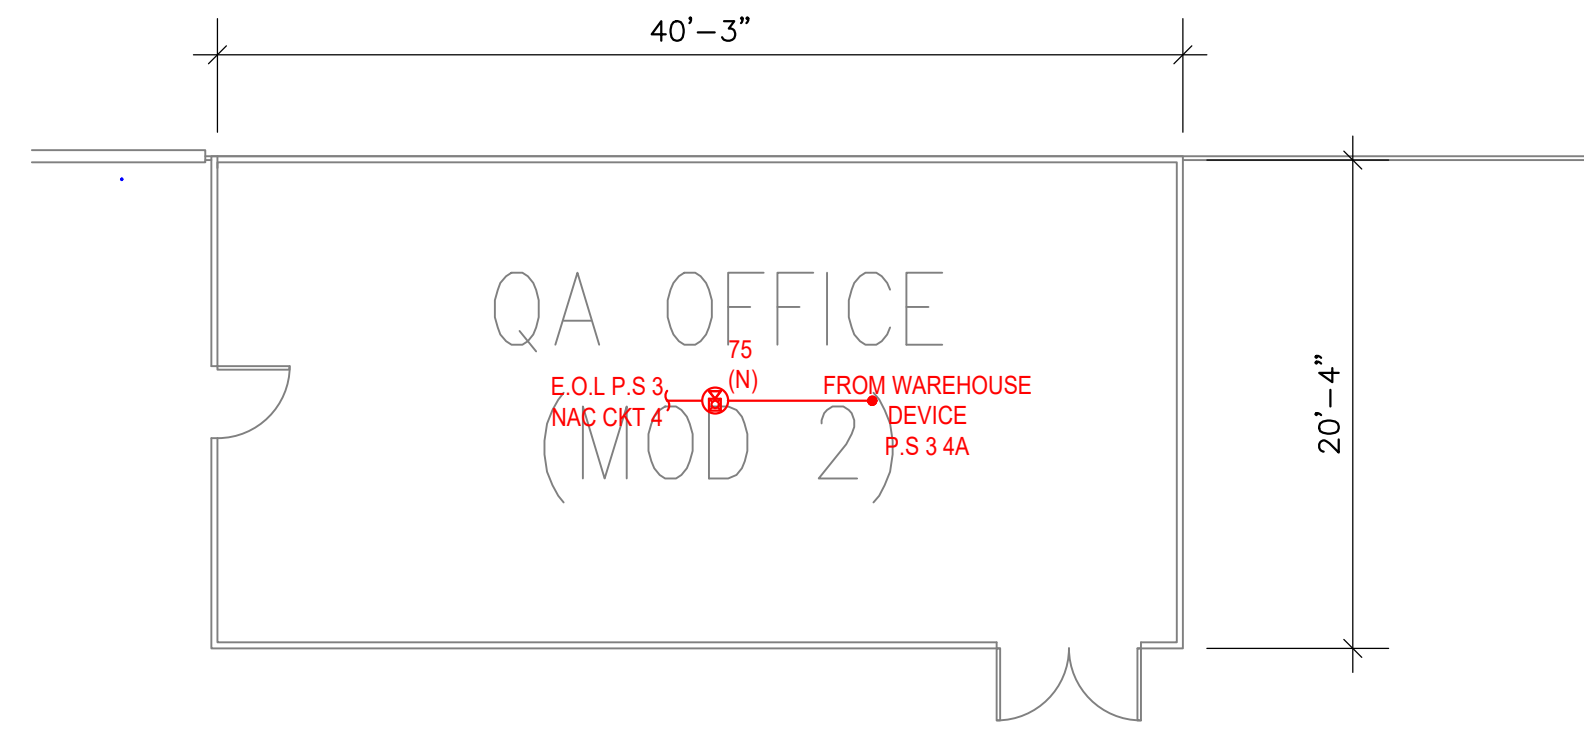 40'-3"
QA OFFICE
75
(N)
E.O.L P.S 3
NAC CKT 4
FROM WAREHOUSE
DEVICE
P.S 3 4A
(MOD 2)
20'-4"